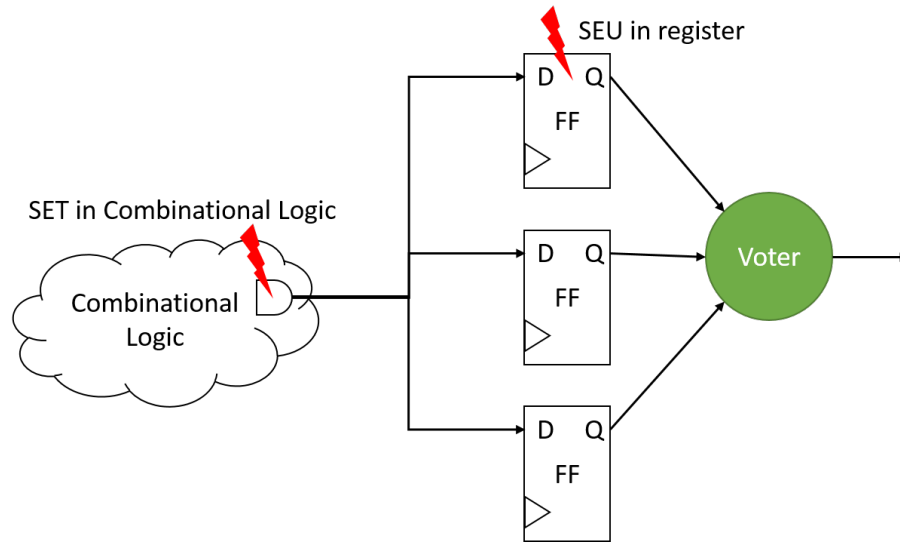 SEU in register
D Q
FF
SET in Combinational Logic
D Q
FF
Voter
Combinational
Logic
D Q
FF